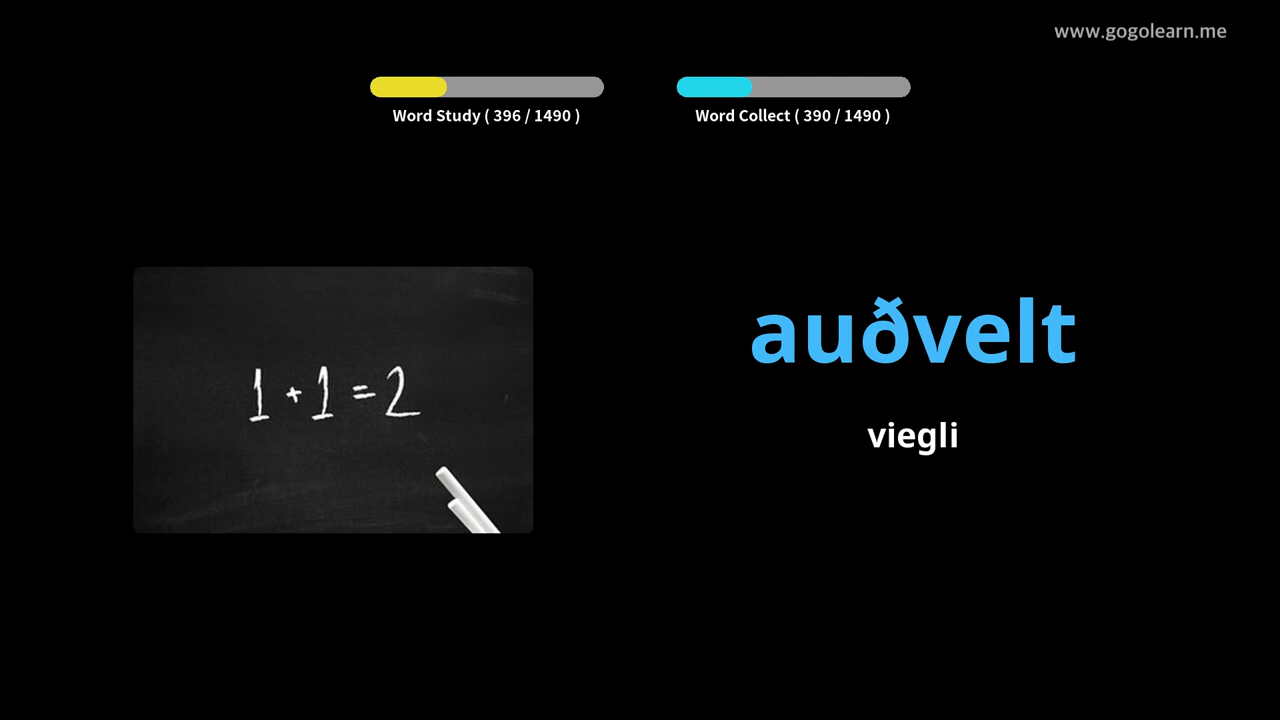 www.gogolearn.me
Word Study ( 396 / 1490 )
Word Collect ( 390 / 1490 )
1 + 1 = 2
auðvelt
viegli